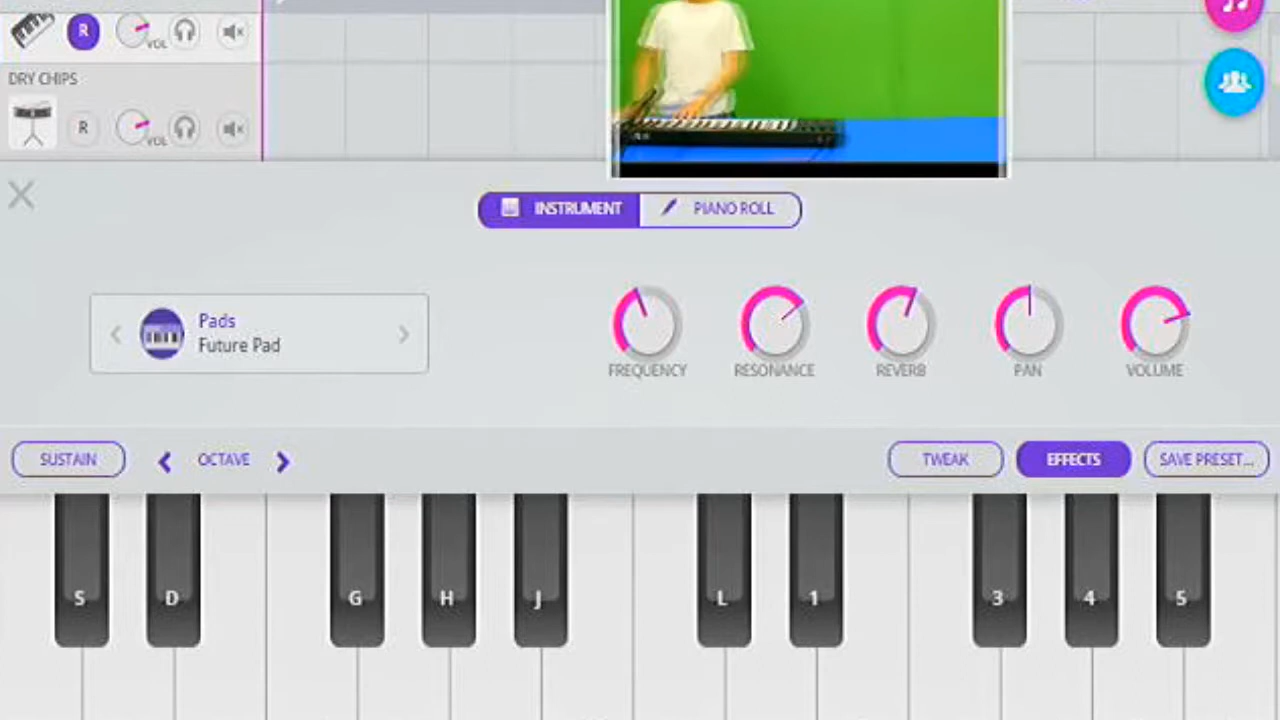 R VOL
DRY CHIPS
R VOL
INSTRUMENT PIANO ROLL
Pads
Future Pad
FREQUENCY RESONANCE REVERB PAN VOLUME
SUSTAIN OCTAVE TWEAK EFFECTS SAVE PRESET...
S D G H J L 1 3 4 5